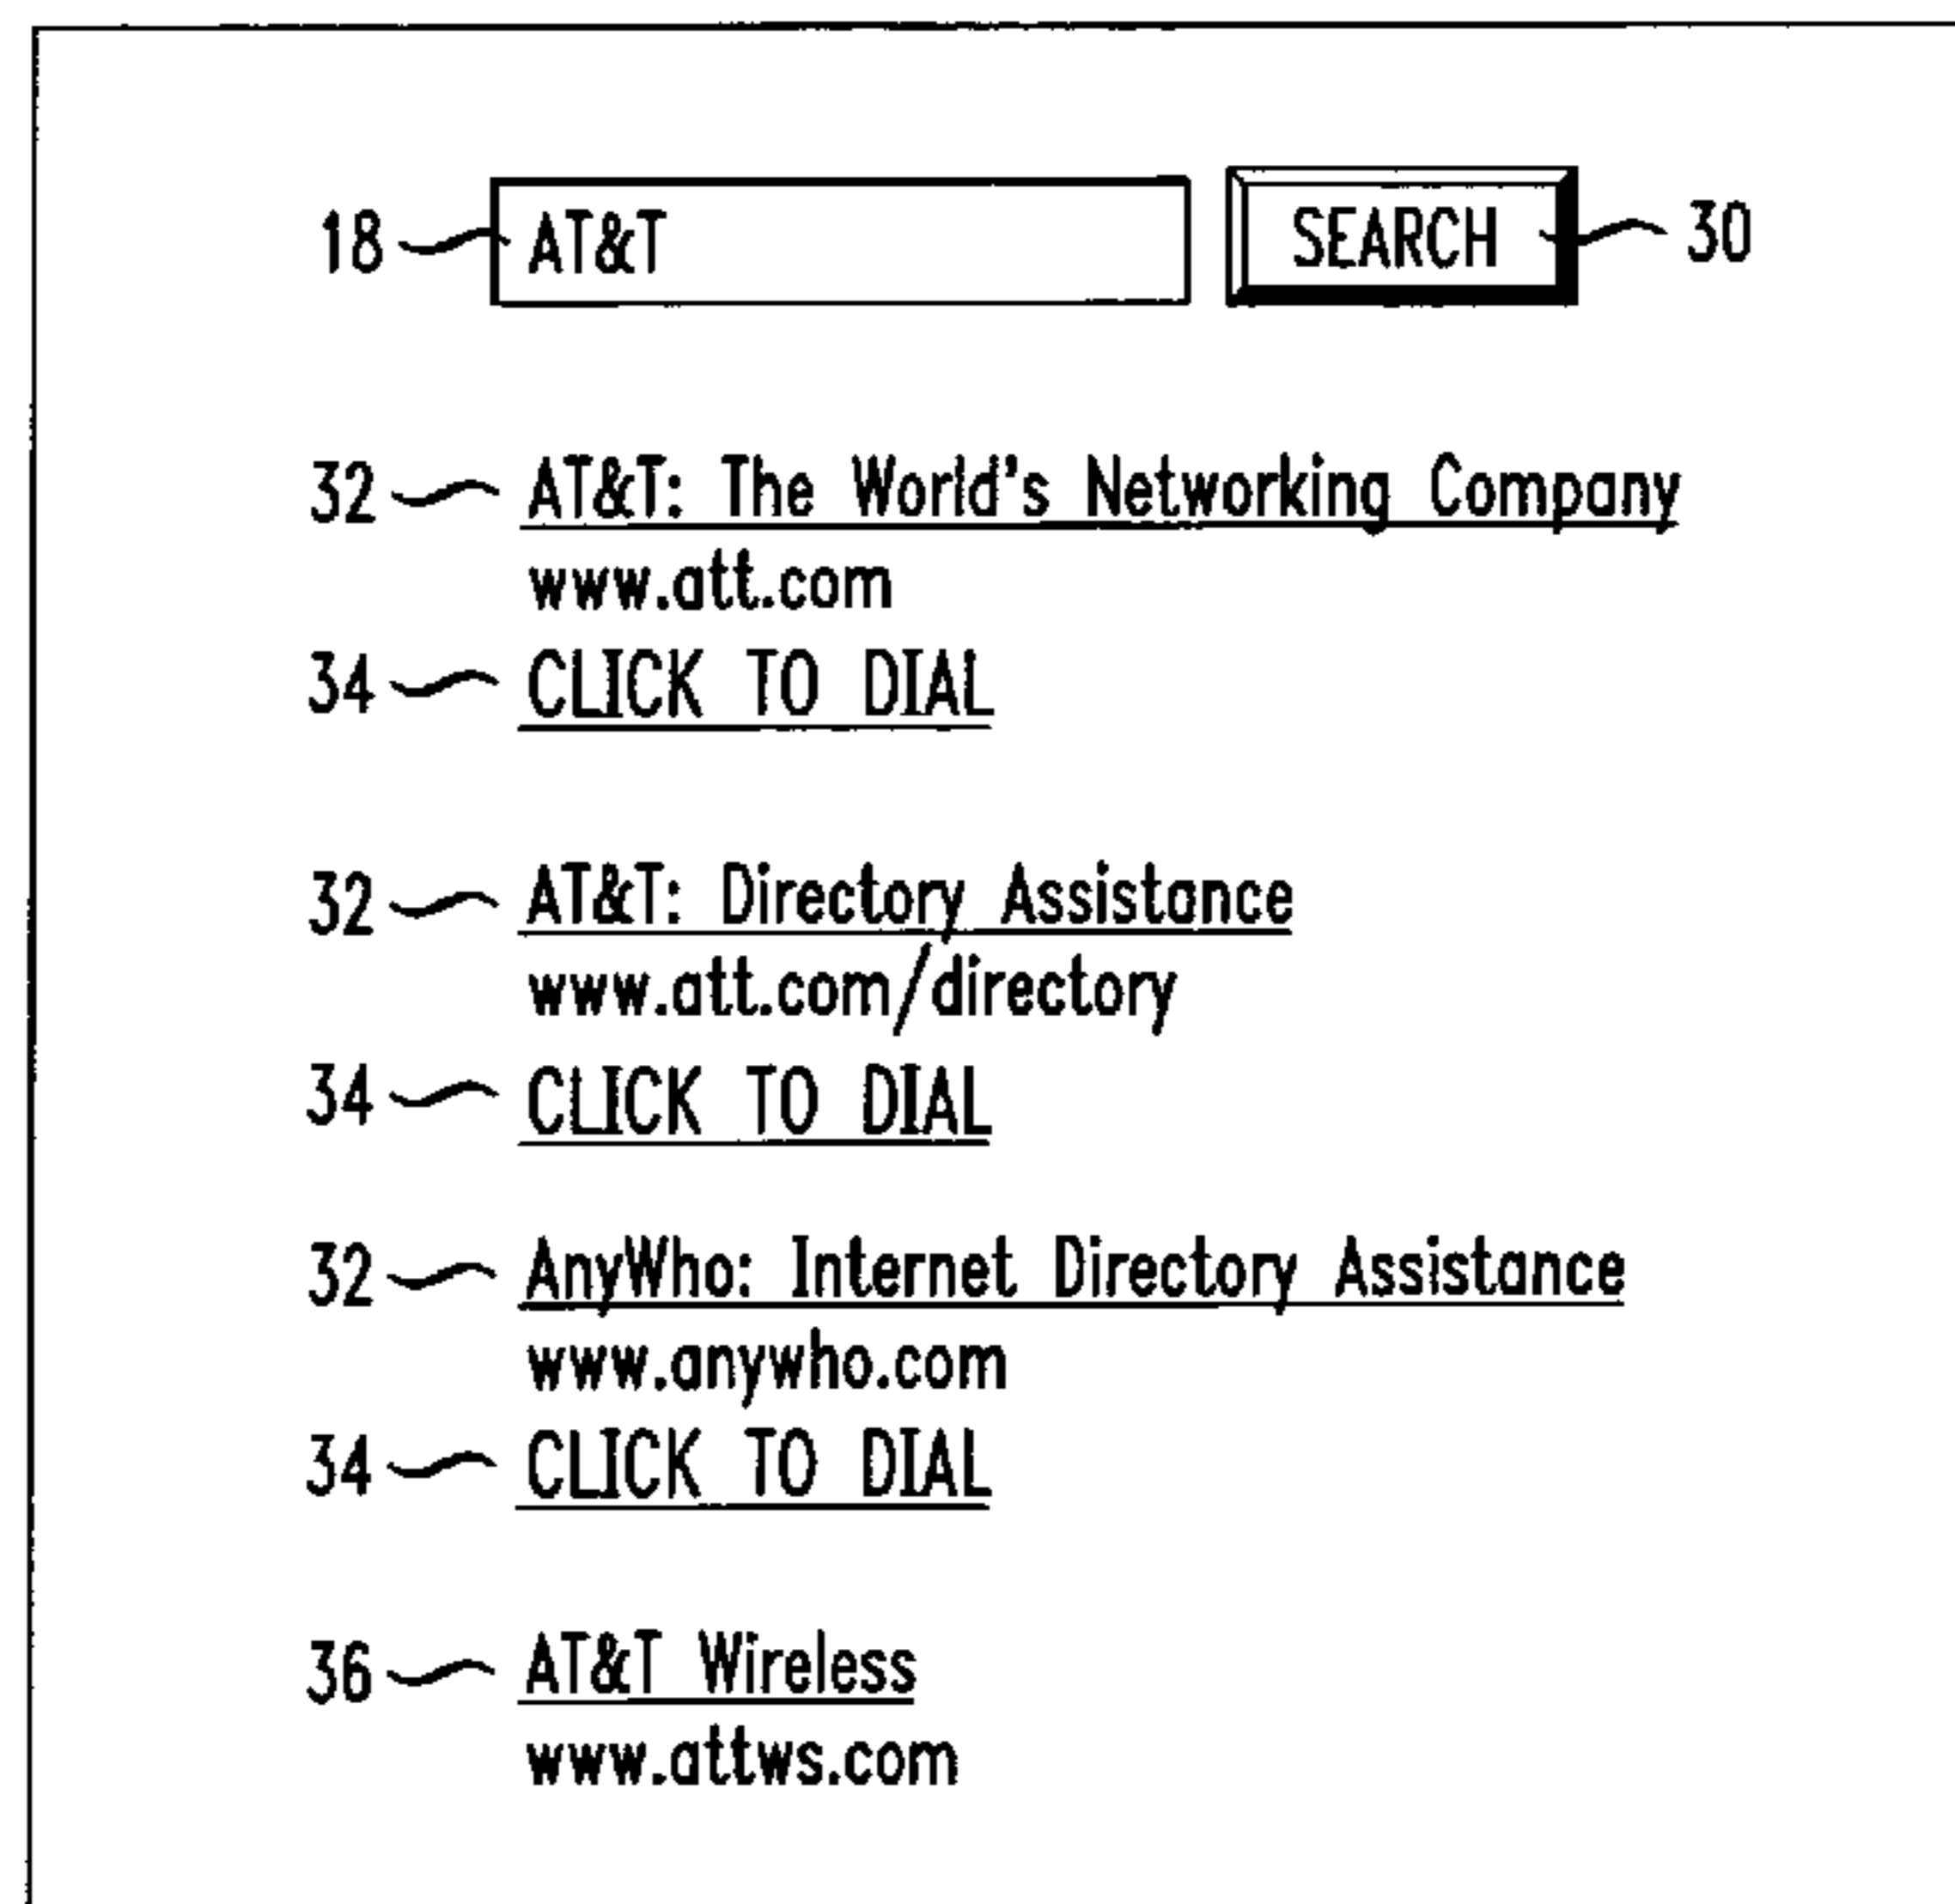 18 AT&T SEARCH 30
32 AT&T: The World's Networking Company
www.att.com
34 CLICK TO DIAL
32 AT&T: Directory Assistance
www.att.com/directory
34 CLICK TO DIAL
32 AnyWho: Internet Directory Assistance
www.anywho.com
34 CLICK TO DIAL
36 AT&T Wireless
www.attws.com